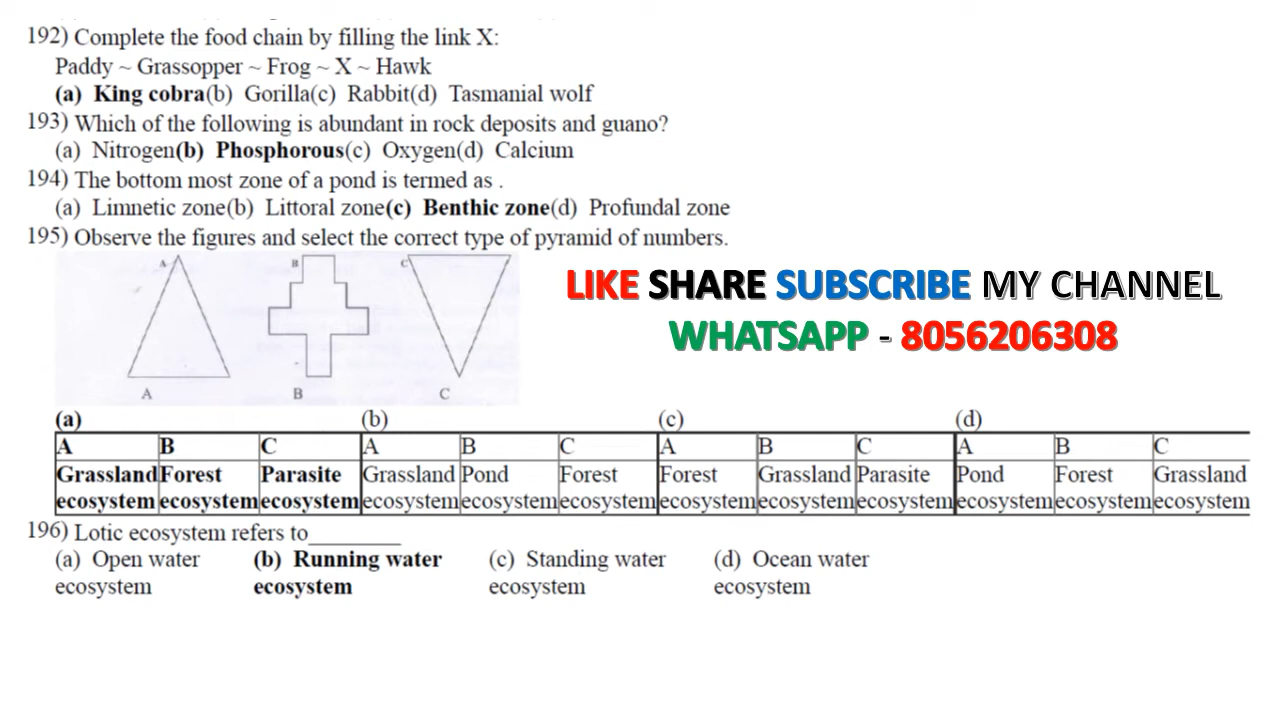 192) Complete the food chain by filling the link X:
Paddy ~ Grassopper ~ Frog ~ X ~ Hawk
(a) King cobra(b) Gorilla(c) Rabbit(d) Tasmanial wolf
193) Which of the following is abundant in rock deposits and guano?
(a) Nitrogen(b) Phosphorous(c) Oxygen(d) Calcium
194) The bottom most zone of a pond is termed as .
(a) Limnetic zone(b) Littoral zone(c) Benthic zone(d) Profundal zone
195) Observe the figures and select the correct type of pyramid of numbers.
A B C
LIKE SHARE SUBSCRIBE MY CHANNEL
WHATSAPP - 8056206308
A B C
(a) (b) (c) (d)
A B C A B C A B C A B C
Grassland Forest Parasite Grassland Pond Forest Forest Grassland Parasite Pond Forest Grassland
ecosystem ecosystem ecosystem ecosystem ecosystem ecosystem ecosystem ecosystem ecosystem ecosystem ecosystem ecosystem
196) Lotic ecosystem refers to________
(a) Open water (b) Running water (c) Standing water (d) Ocean water
ecosystem ecosystem ecosystem ecosystem